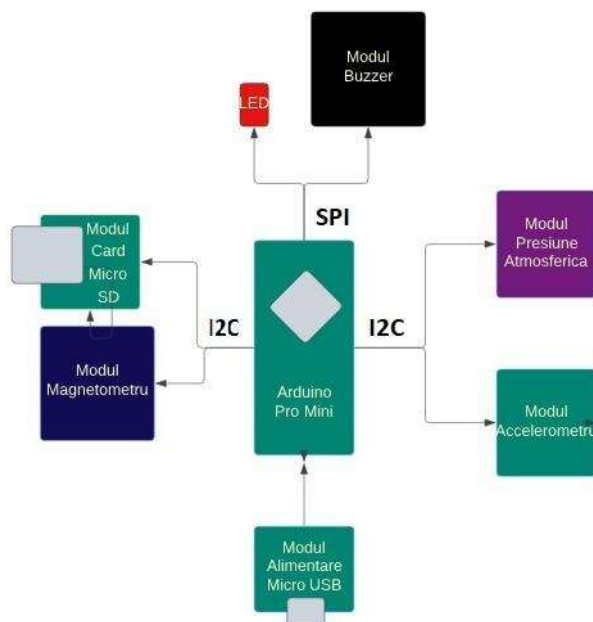 Modul
Buzzer
LED
SPI
Modul
Card
Micro
SD
Modul
Presiune
Atmosferica
I2C
I2C
Modul
Magnetometru
Arduino
Pro Mini
Modul
Accelerometru
Modul
Alimentare
Micro USB